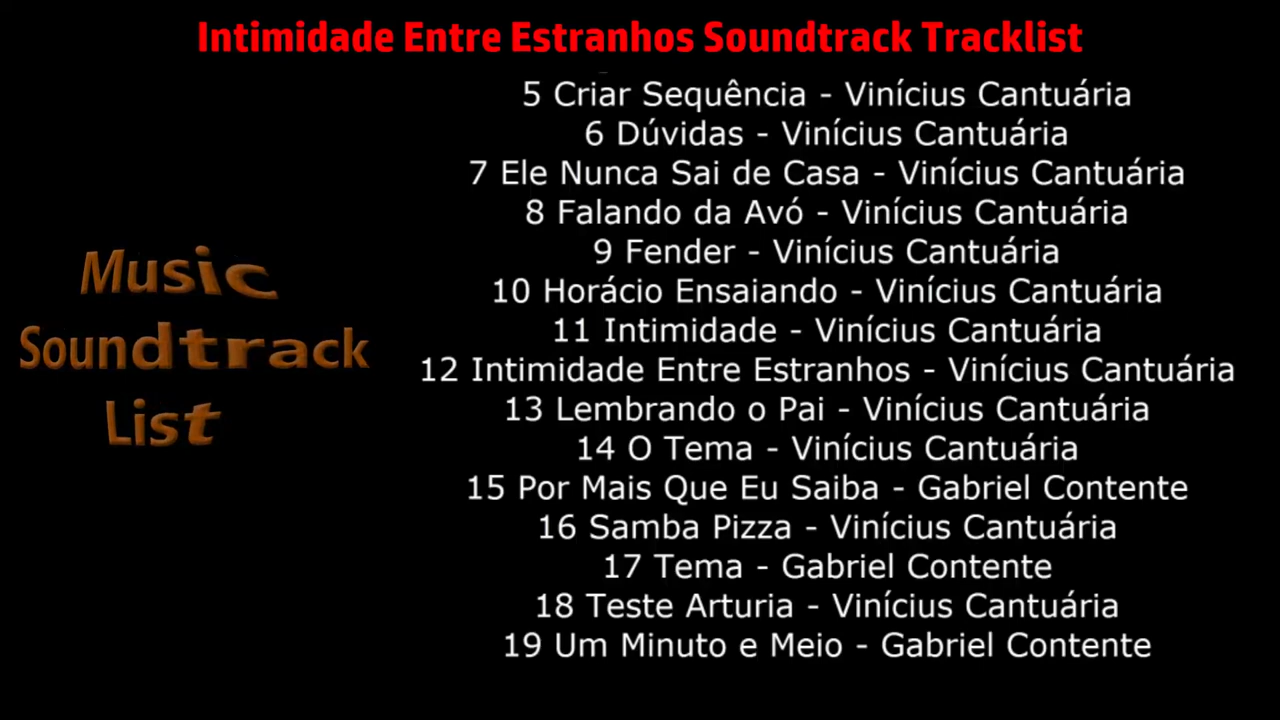 Intimidade Entre Estranhos Soundtrack Tracklist
5 Criar Sequência - Vinícius Cantuária
6 Dúvidas - Vinícius Cantuária
7 Ele Nunca Sai de Casa - Vinícius Cantuária
8 Falando da Avó - Vinícius Cantuária
9 Fender - Vinícius Cantuária
10 Horácio Ensaiando - Vinícius Cantuária
11 Intimidade - Vinícius Cantuária
12 Intimidade Entre Estranhos - Vinícius Cantuária
13 Lembrando o Pai - Vinícius Cantuária
14 O Tema - Vinícius Cantuária
15 Por Mais Que Eu Saiba - Gabriel Contente
16 Samba Pizza - Vinícius Cantuária
17 Tema - Gabriel Contente
18 Teste Arturia - Vinícius Cantuária
19 Um Minuto e Meio - Gabriel Contente
Music
Soundtrack
List